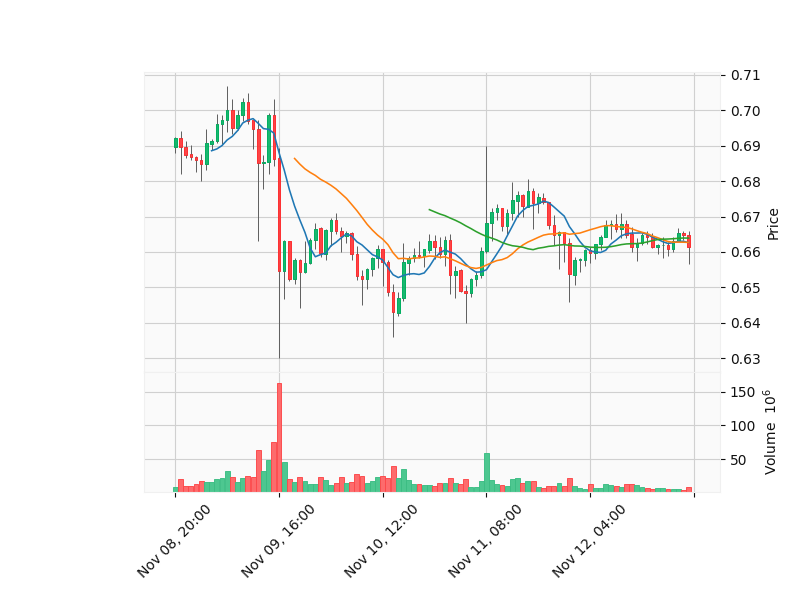 0.71
0.70
0.69
0.68
0.67
0.66
0.65
0.64
0.63
Price
150
100
50
Volume 10⁶
Nov 08, 20:00
Nov 09, 16:00
Nov 10, 12:00
Nov 11, 08:00
Nov 12, 04:00